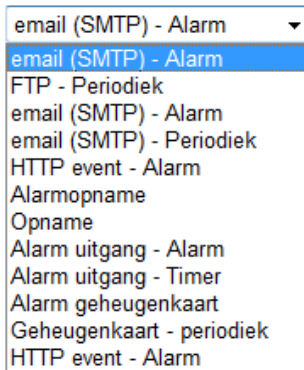 email (SMTP) - Alarm
email (SMTP) - Alarm
FTP - Periodiek
email (SMTP) - Alarm
email (SMTP) - Periodiek
HTTP event - Alarm
Alarmopname
Opname
Alarm uitgang - Alarm
Alarm uitgang - Timer
Alarm geheugenkaart
Geheugenkaart - periodiek
HTTP event - Alarm